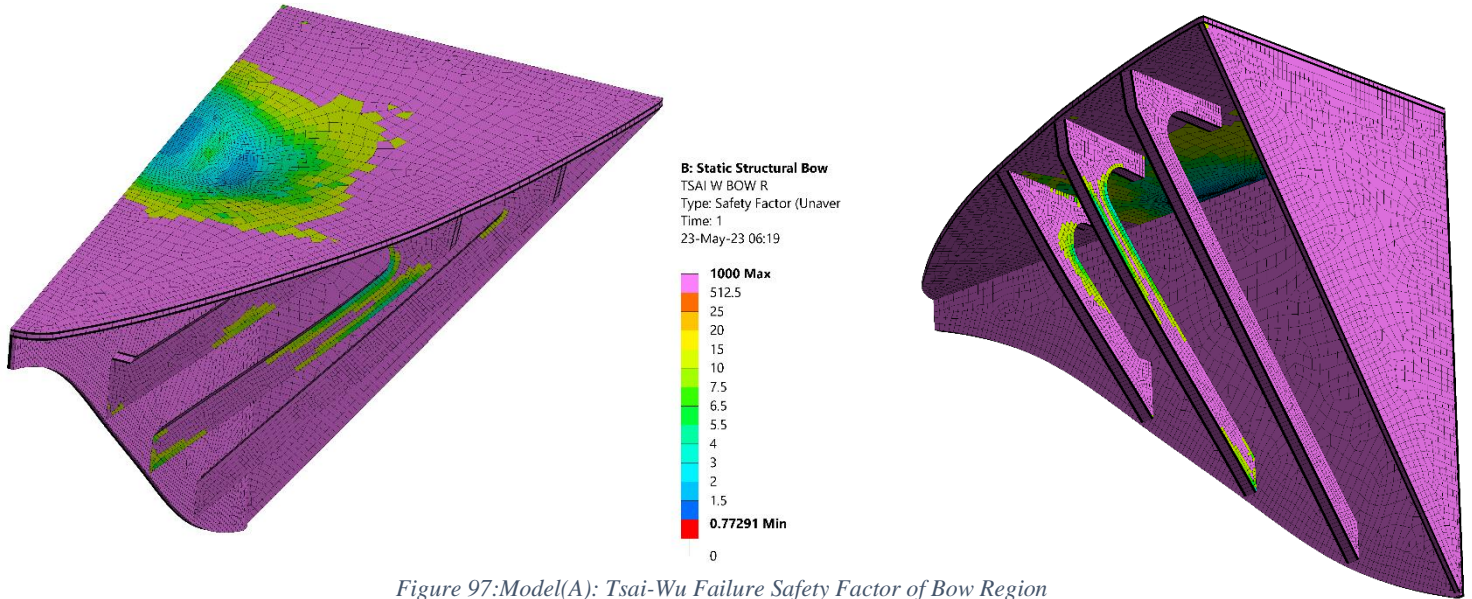 B: Static Structural Bow
TSAI W BOW R
Type: Safety Factor (Unaver
Time: 1
23-May-23 06:19
1000 Max
512.5
25
20
15
10
7.5
6.5
5.5
4
3
2
1.5
0.77291 Min
0
Figure 97:Model(A): Tsai-Wu Failure Safety Factor of Bow Region